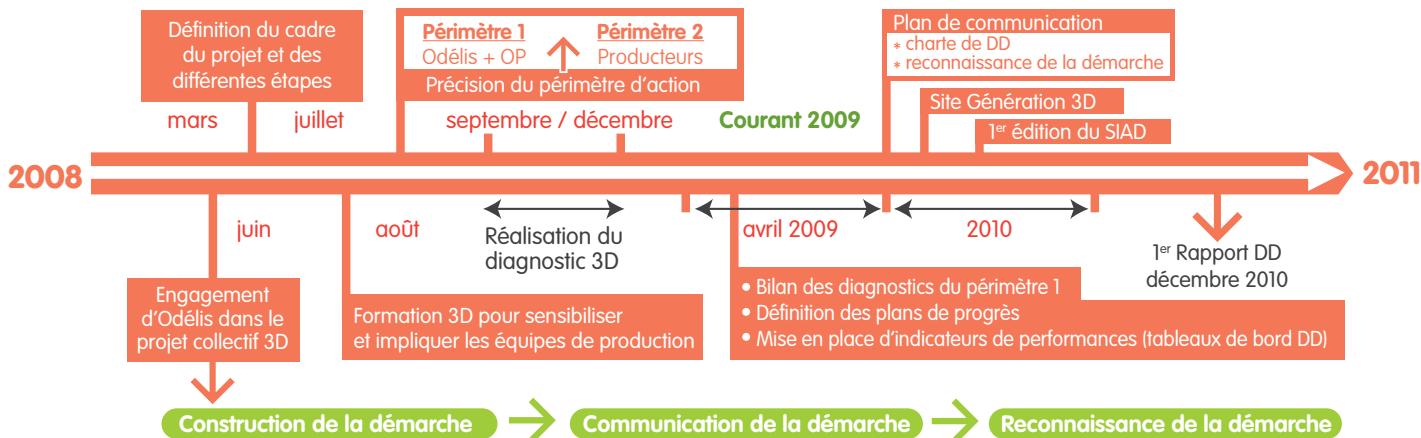 Définition du cadre
du projet et des
différentes étapes
Périmètre 1
Odélis + OP
Périmètre 2
Producteurs
Précision du périmètre d'action
Plan de communication
* charte de DD
* reconnaissance de la démarche
Site Génération 3D
1er édition du SIAD
mars
juillet
septembre / décembre
Courant 2009
2008
2011
juin
août
Réalisation du
diagnostic 3D
avril 2009
2010
1er Rapport DD
décembre 2010
Engagement
d'Odélis dans le
projet collectif 3D
Formation 3D pour sensibiliser
et impliquer les équipes de production
• Bilan des diagnostics du périmètre 1
• Définition des plans de progrès
• Mise en place d'indicateurs de performances (tableaux de bord DD)
Construction de la démarche
Communication de la démarche
Reconnaissance de la démarche